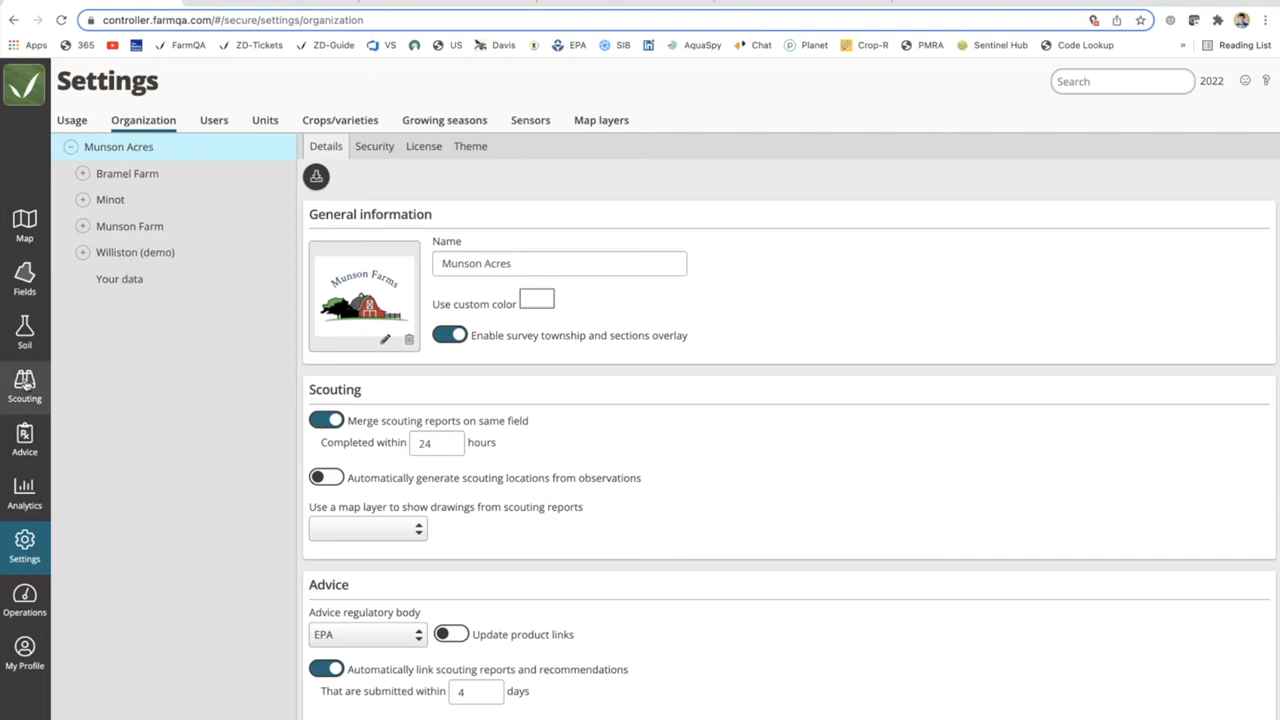 controller.farmqa.com/#/secure/settings/organization
Apps 365 FarmQA ZD-Tickets ZD-Guide VS US Davis EPA SIB AquaSpy Chat Planet Crop-R PMRA Sentinel Hub Code Lookup » Reading List
Settings
Search
2022
Usage Organization Users Units Crops/varieties Growing seasons Sensors Map layers
Munson Acres
Bramel Farm
Minot
Munson Farm
Williston (demo)
Your data
Map
Fields
Soil
Scouting
Advice
Analytics
Settings
Operations
My Profile
Details Security License Theme
General information
Munson Farms
Name
Munson Acres
Use custom color
Enable survey township and sections overlay
Scouting
Merge scouting reports on same field
Completed within 24 hours
Automatically generate scouting locations from observations
Use a map layer to show drawings from scouting reports
Advice
Advice regulatory body
EPA Update product links
Automatically link scouting reports and recommendations
That are submitted within 4 days